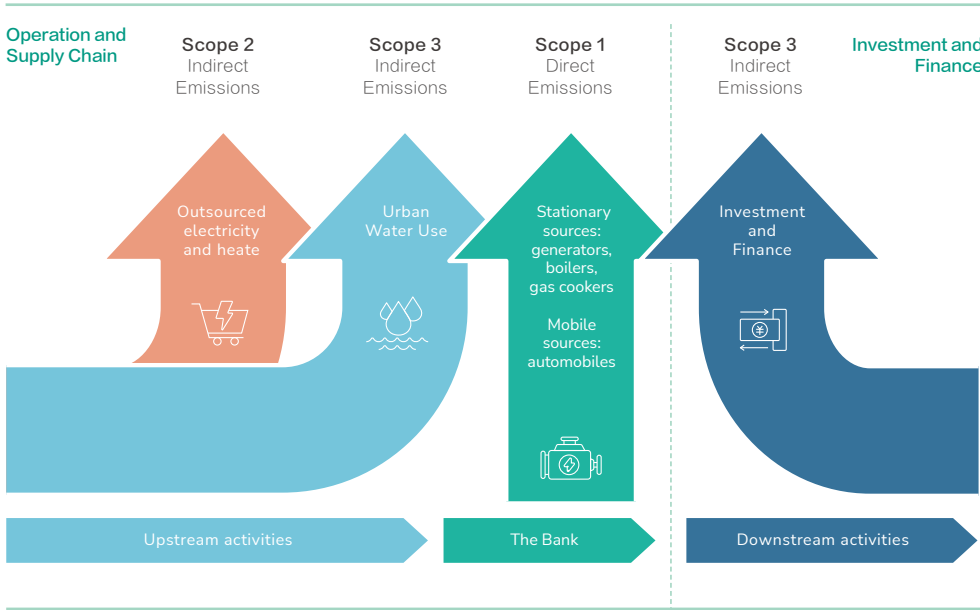 Operation and
Supply Chain
Scope 2
Indirect
Emissions
Scope 3
Indirect
Emissions
Scope 1
Direct
Emissions
Scope 3
Indirect
Emissions
Investment and
Finance
Outsourced
electricity
and heate
Urban
Water Use
Stationary
sources:
generators,
boilers,
gas cookers
Mobile
sources:
automobiles
Investment
and
Finance
¥
Upstream activities
The Bank
Downstream activities